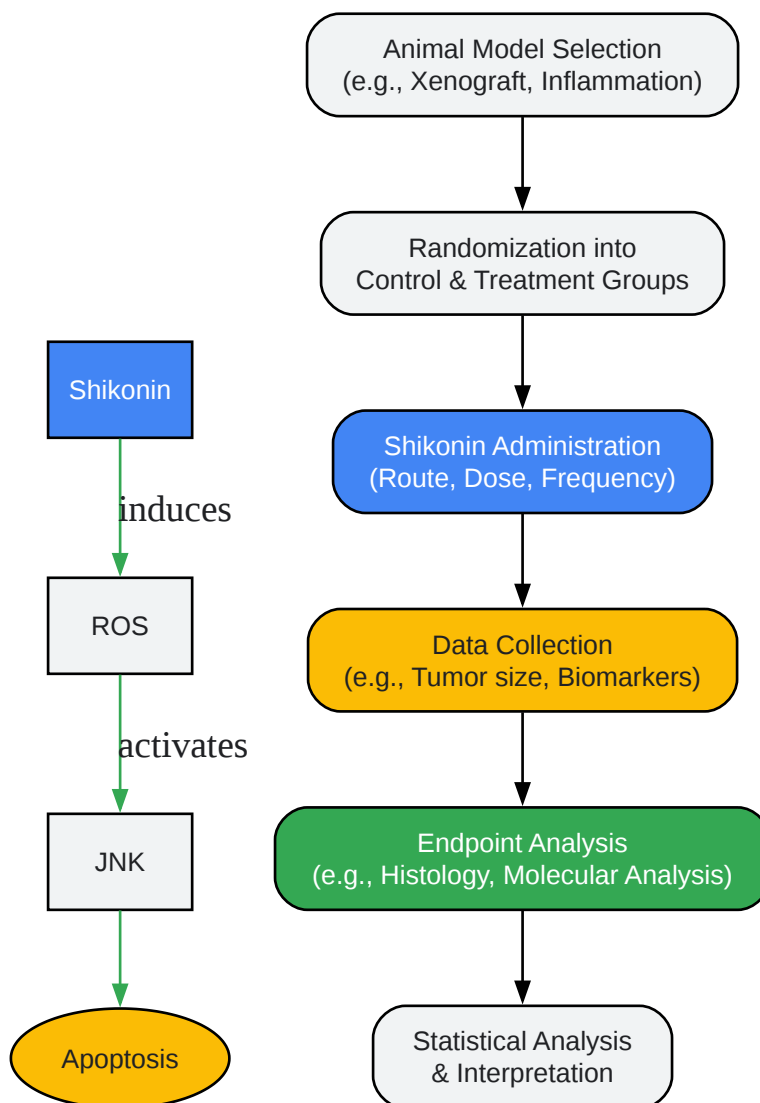 Animal Model Selection
(e.g., Xenograft, Inflammation)
Randomization into
Control & Treatment Groups
Shikonin
Shikonin Administration
(Route, Dose, Frequency)
induces
ROS
Data Collection
(e.g., Tumor size, Biomarkers)
activates
JNK
Endpoint Analysis
(e.g., Histology, Molecular Analysis)
Apoptosis
Statistical Analysis
& Interpretation